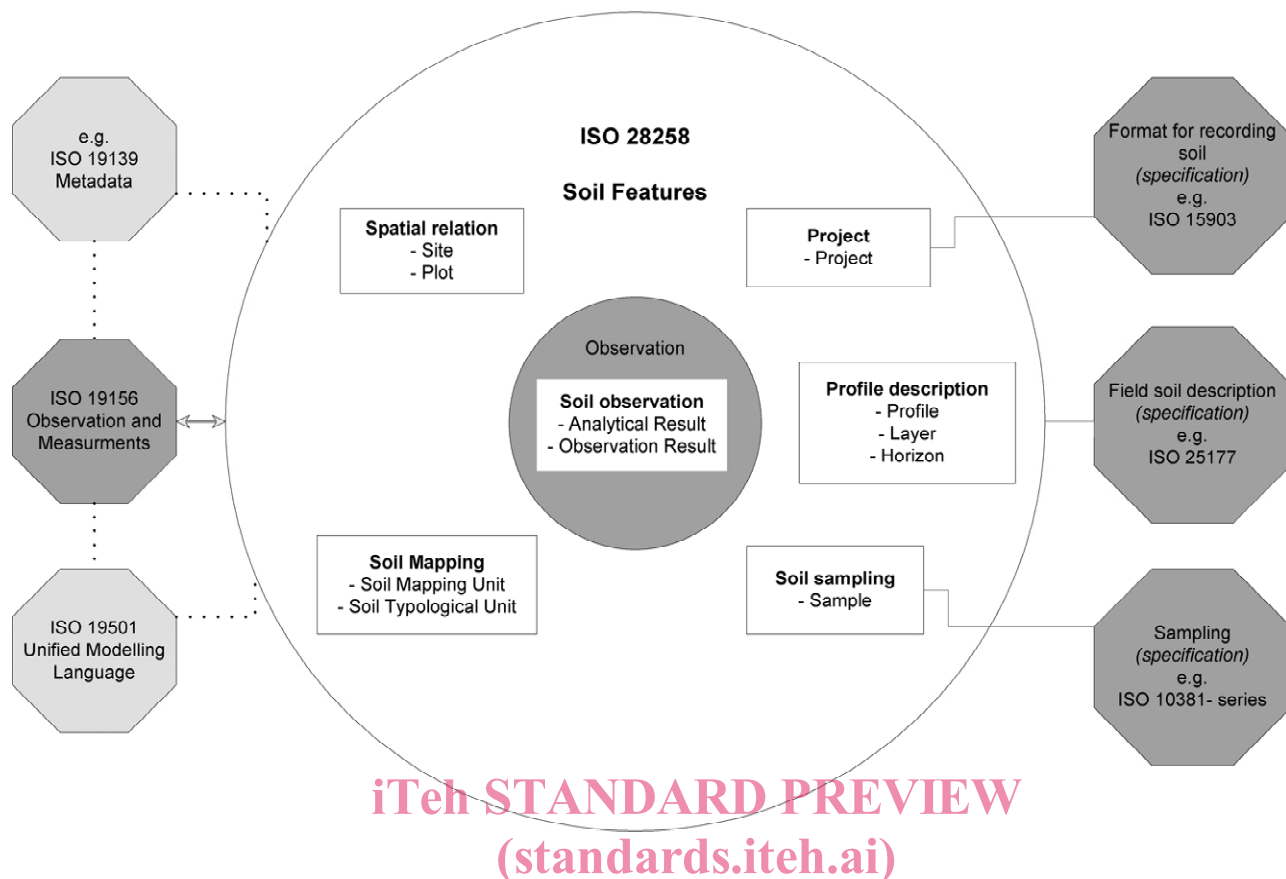 e.g.
ISO 19139
Metadata
ISO 19156
Observation and
Measurments
ISO 19501
Unified Modelling
Language
ISO 28258
Soil Features
Spatial relation
- Site
- Plot
Project
- Project
Observation
Soil observation
- Analytical Result
- Observation Result
Profile description
- Profile
- Layer
- Horizon
Soil Mapping
- Soil Mapping Unit
- Soil Typological Unit
Soil sampling
- Sample
Format for recording
soil
(specification)
e.g.
ISO 15903
Field soil description
(specification)
e.g.
ISO 25177
Sampling
(specification)
e.g.
ISO 10381- series
iTeh STANDARD PREVIEW
(standards.iteh.ai)